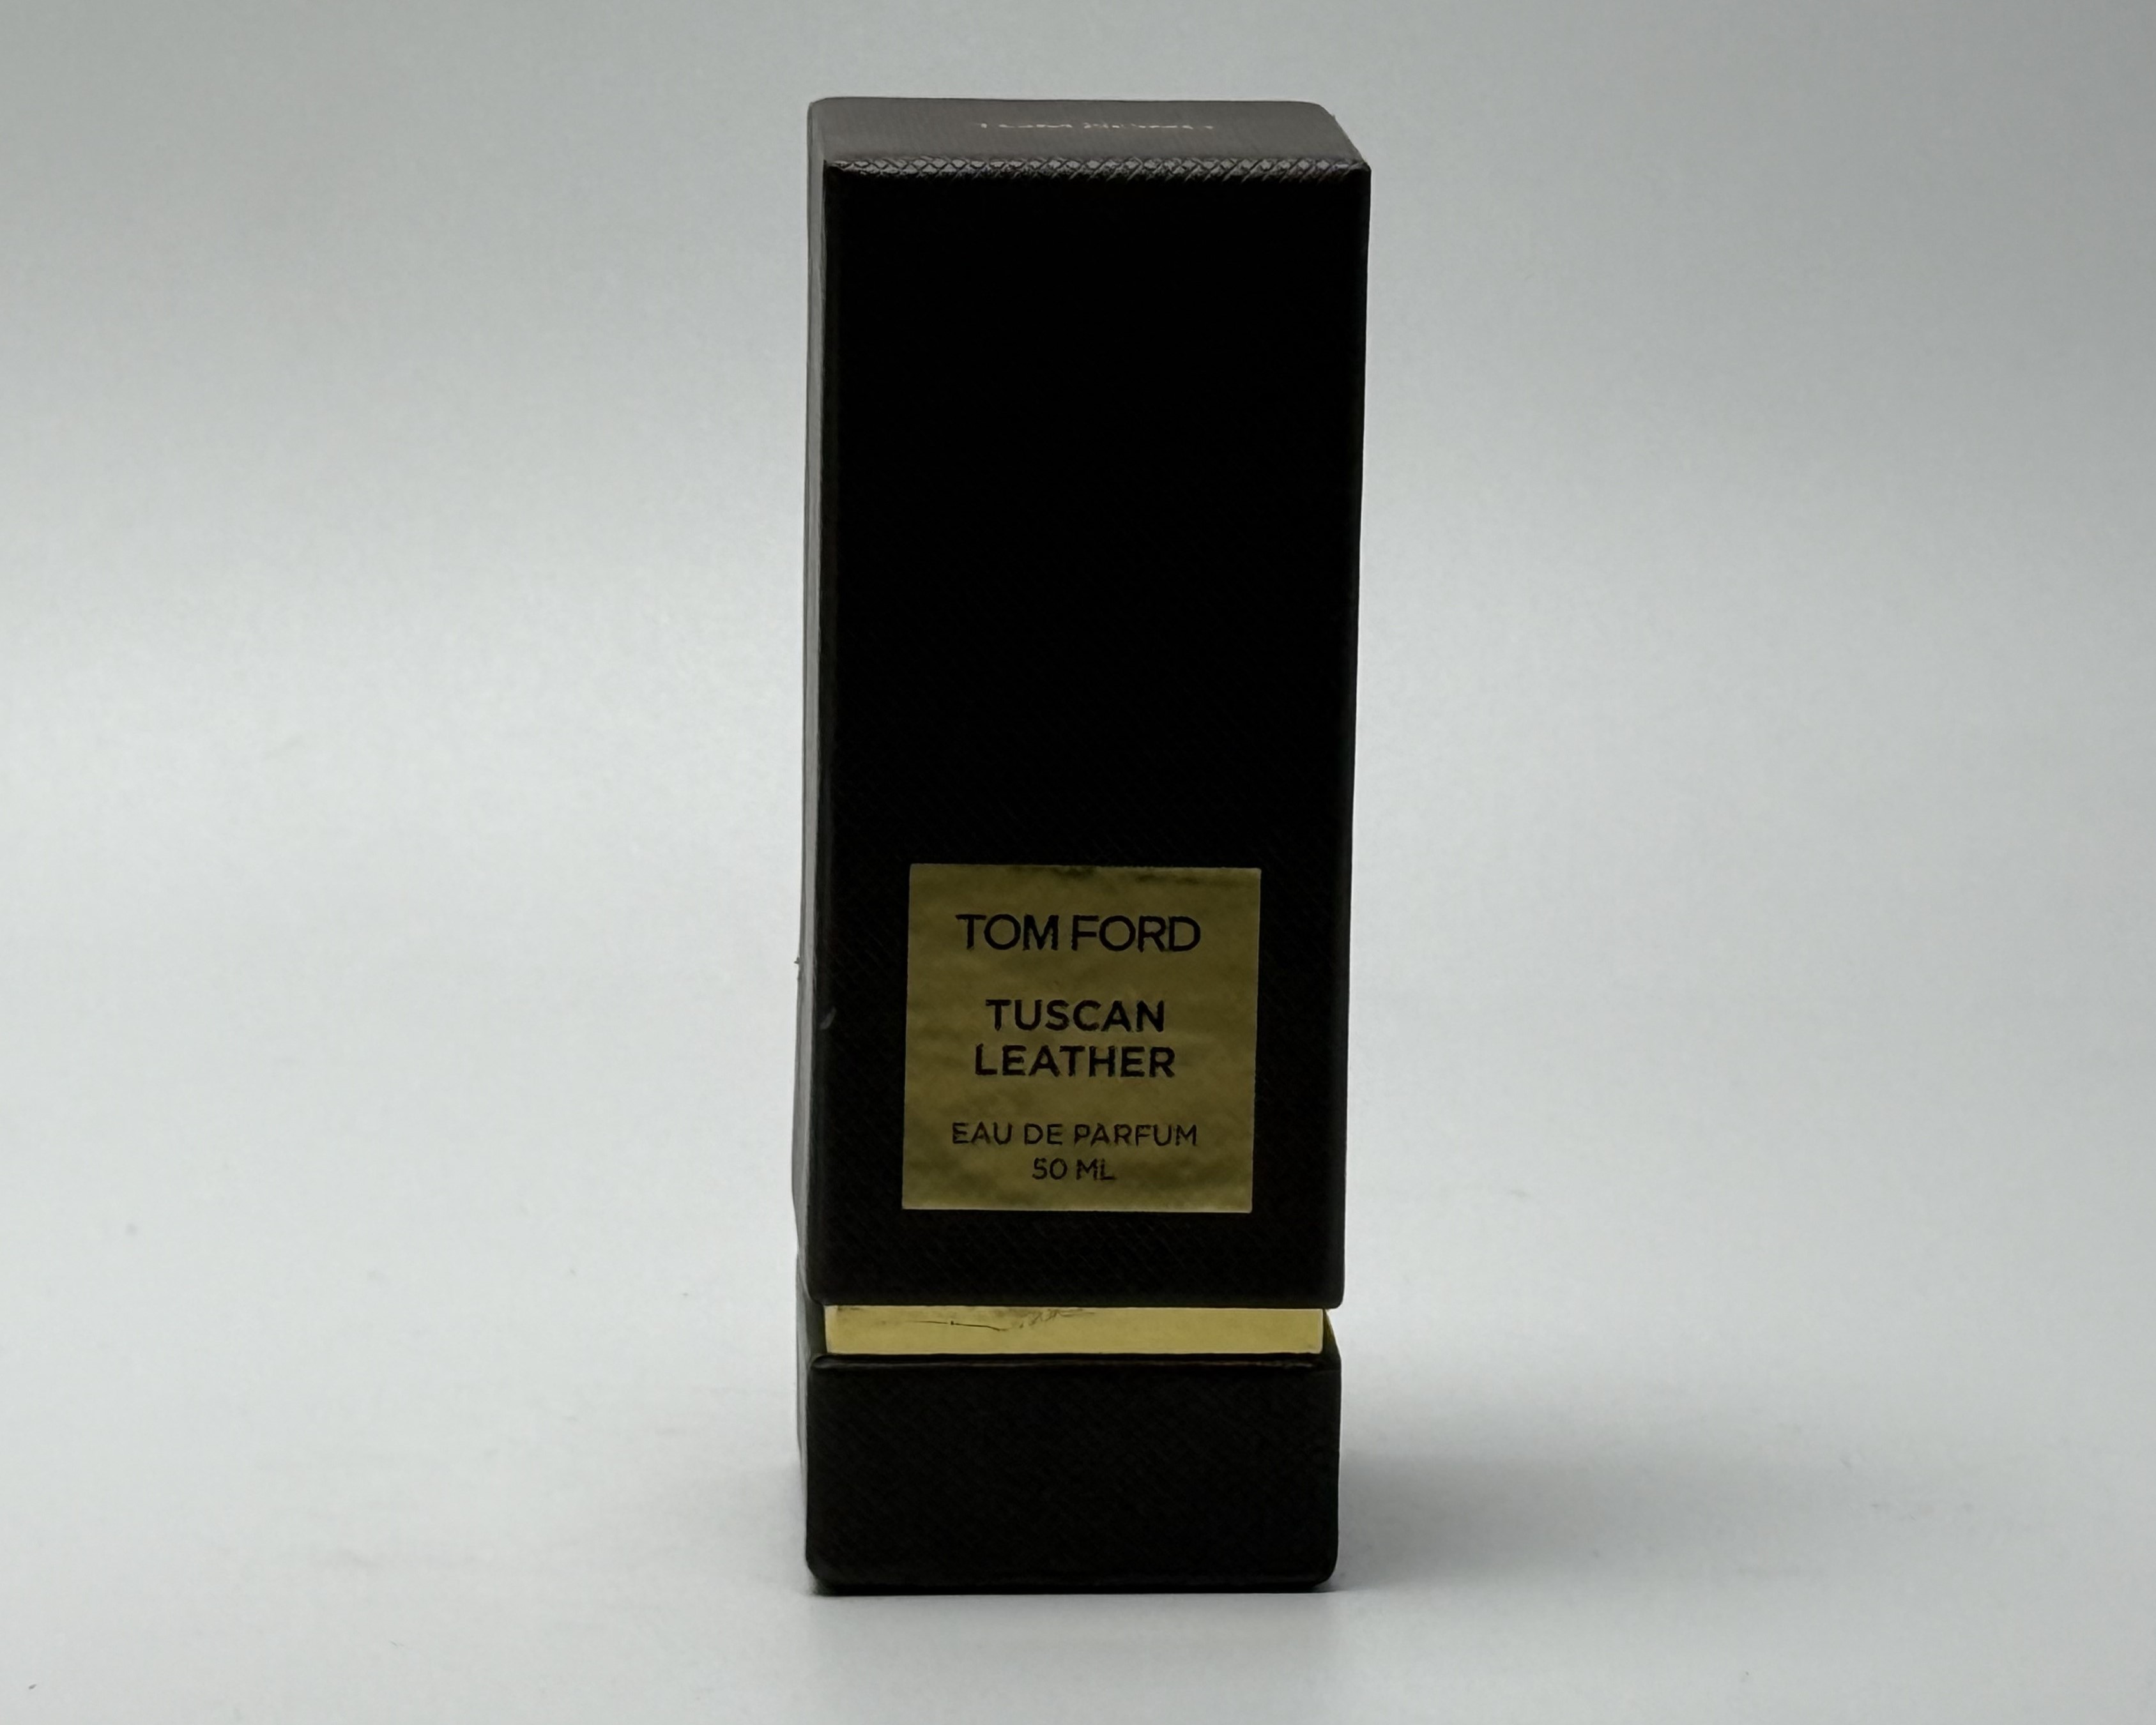 TOM FORD
TUSCAN
LEATHER
EAU DE PARFUM
50 ML